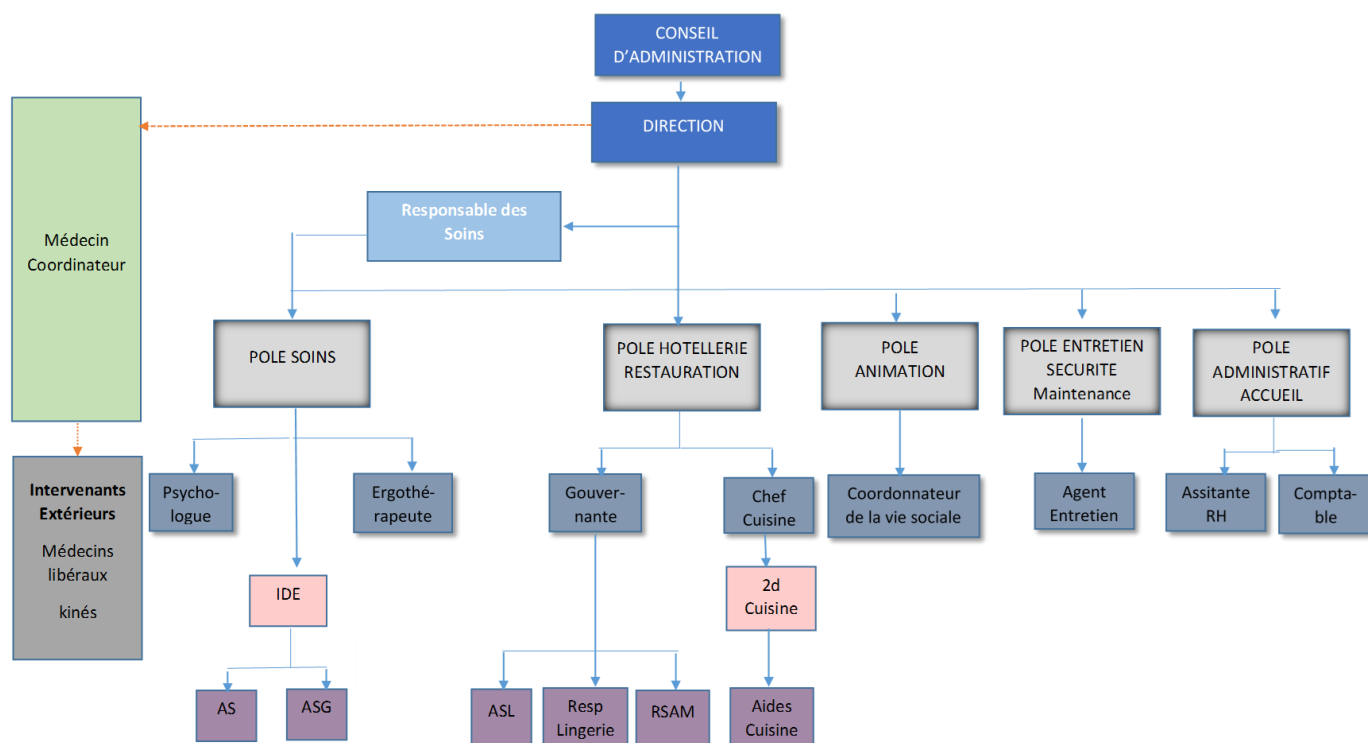 CONSEIL
D’ADMINISTRATION
DIRECTION
Responsable des
Soins
Médecin
Coordinateur
POLE SOINS
POLE HOTELLERIE
RESTAURATION
POLE
ANIMATION
POLE ENTRETIEN
SECURITE
Maintenance
POLE
ADMINISTRATIF
ACCUEIL
Intervenants
Extérieurs
Médecins
libéraux
kinés
Psycho-
logue
Ergothé-
rapeute
Gouver-
nante
Chef
Cuisine
Coordonnateur
de la vie sociale
Agent
Entretien
Assitante
RH
Compta-
ble
IDE
2d
Cuisine
AS
ASG
ASL
Resp
Lingerie
RSAM
Aides
Cuisine